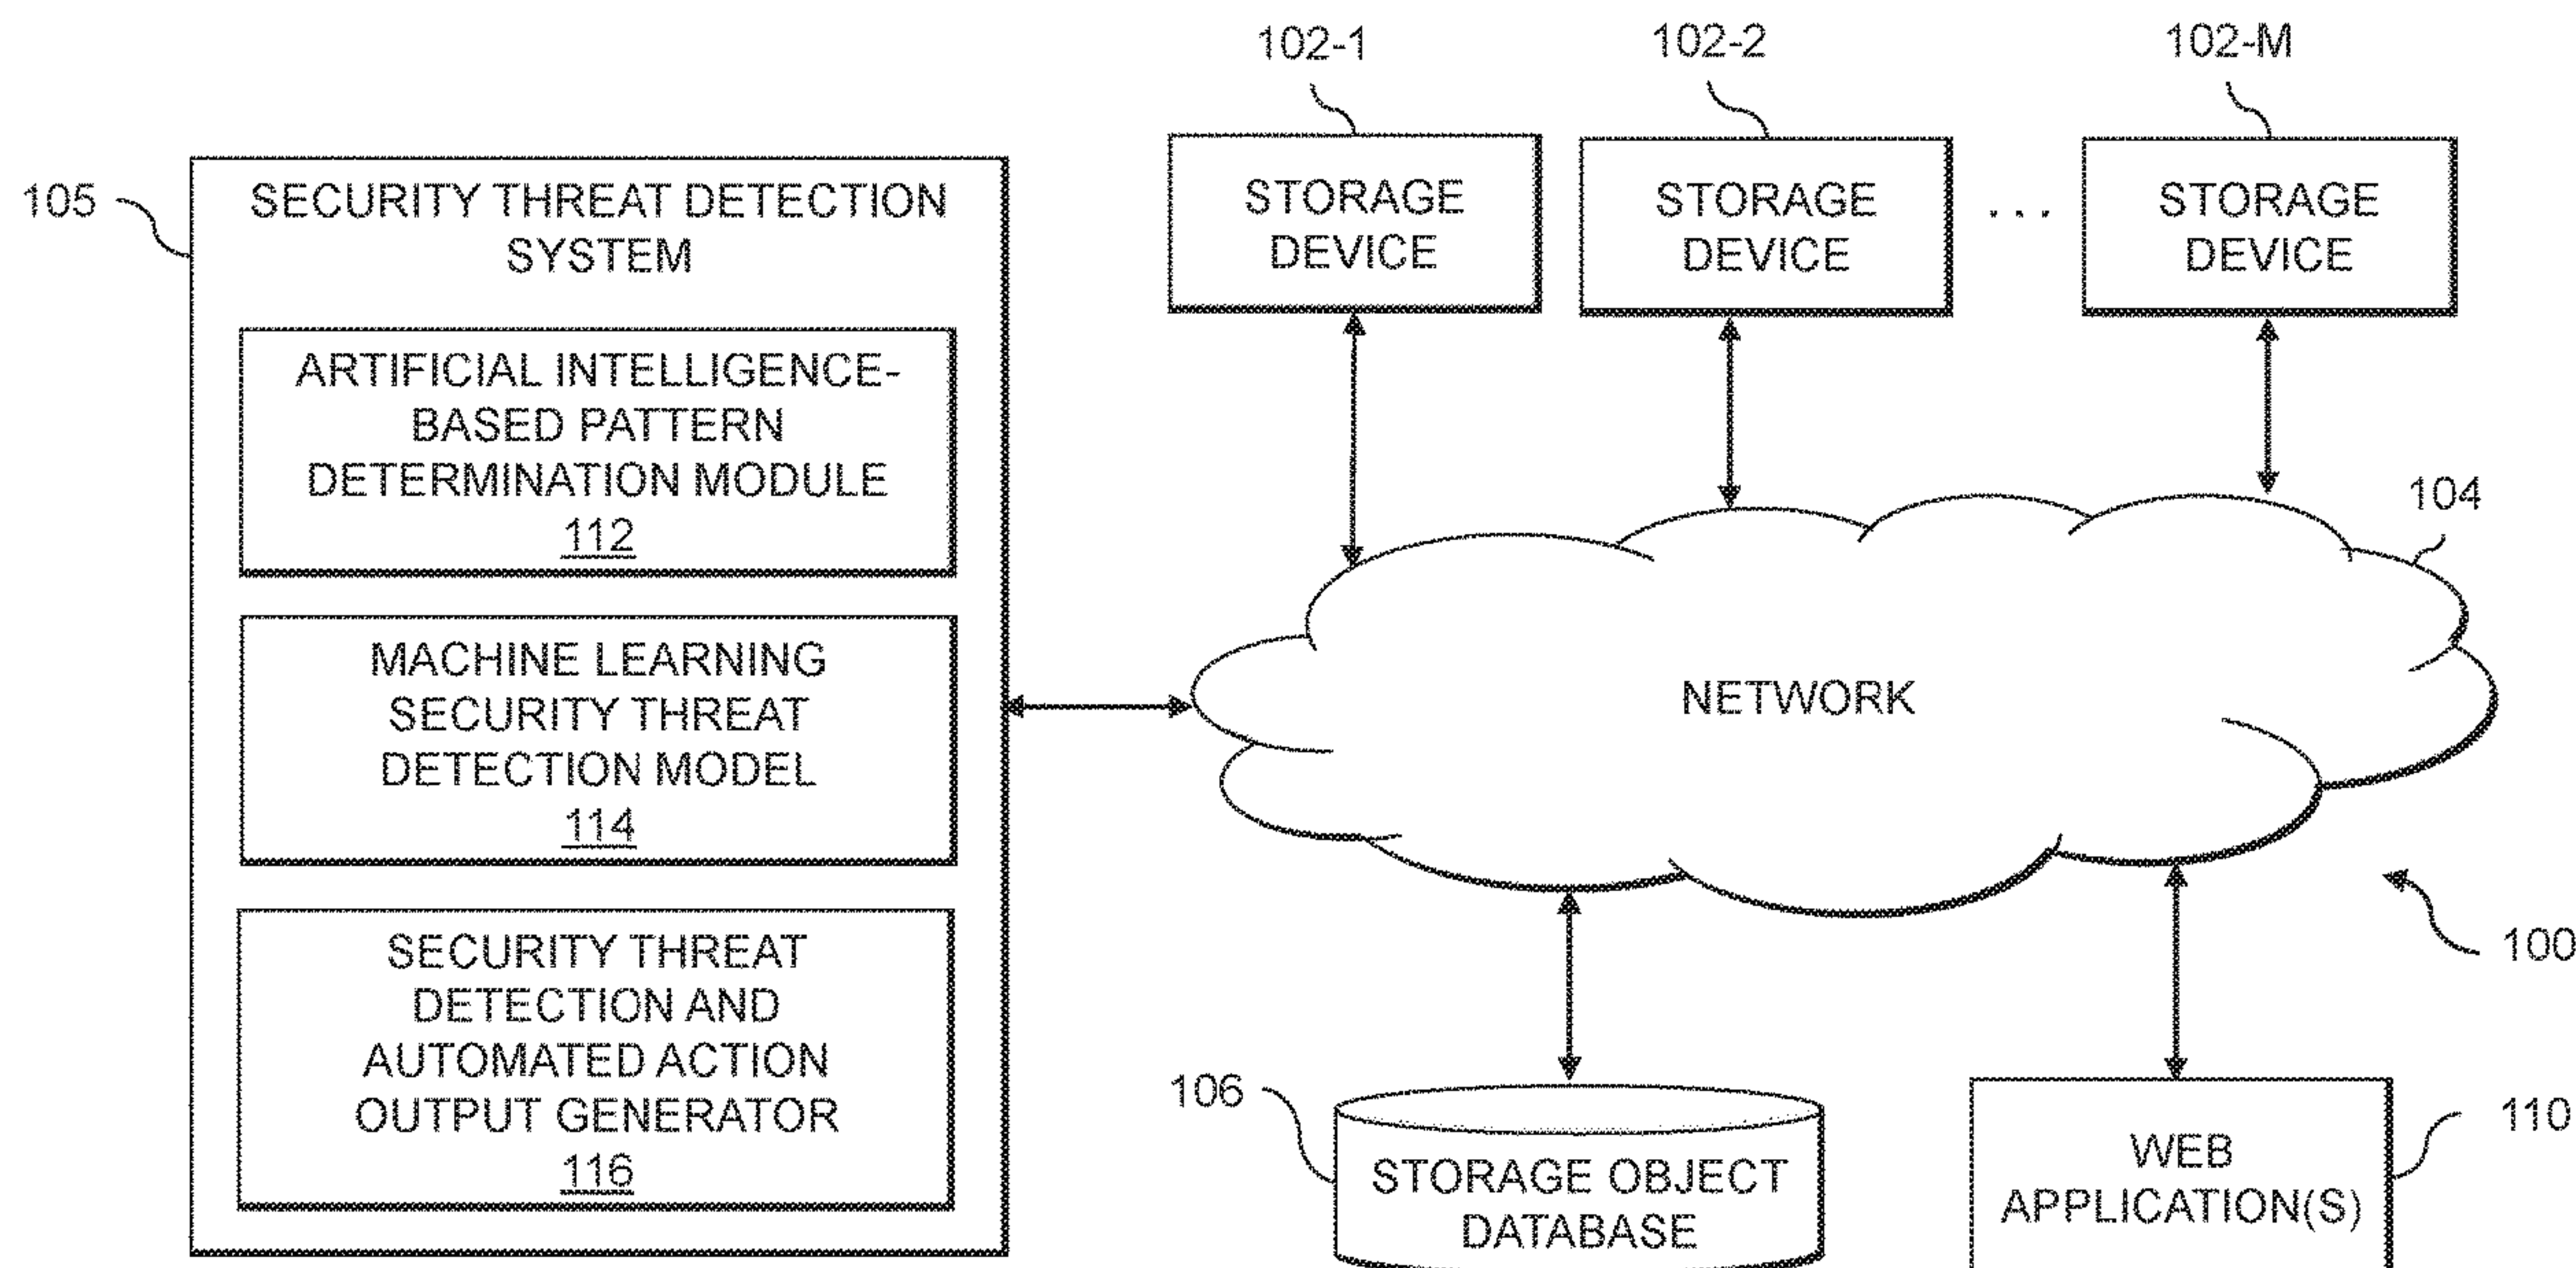 102-1
102-2
102-M
105
SECURITY THREAT DETECTION
SYSTEM
ARTIFICIAL INTELLIGENCE-
BASED PATTERN
DETERMINATION MODULE
112
MACHINE LEARNING
SECURITY THREAT
DETECTION MODEL
114
SECURITY THREAT
DETECTION AND
AUTOMATED ACTION
OUTPUT GENERATOR
116
STORAGE
DEVICE
STORAGE
DEVICE
. . .
STORAGE
DEVICE
104
NETWORK
100
106
STORAGE OBJECT
DATABASE
WEB
APPLICATION(S)
110